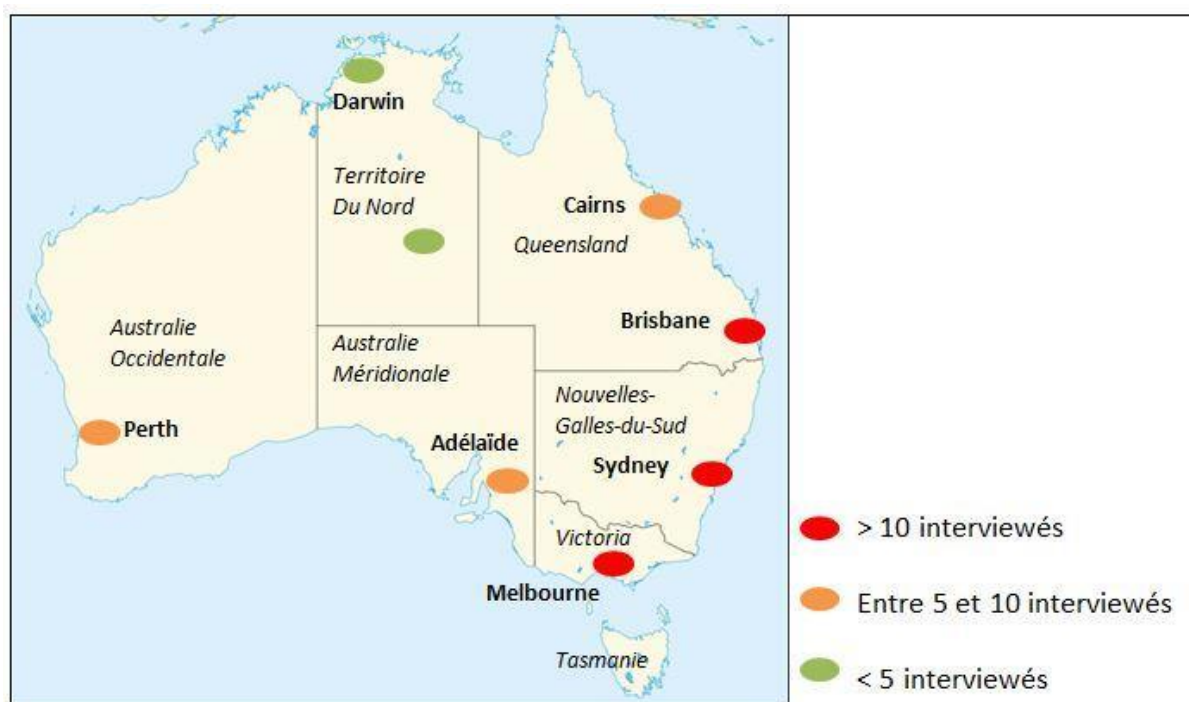 Darwin
Territoire
Du Nord
Cairns
Queensland
Brisbane
Australie
Occidentale
Australie
Méridionale
Nouvelles-
Galles-du-Sud
Perth
Adélaïde
Sydney
Victoria
Melbourne
Tasmanie
> 10 interviewés
Entre 5 et 10 interviewés
< 5 interviewés